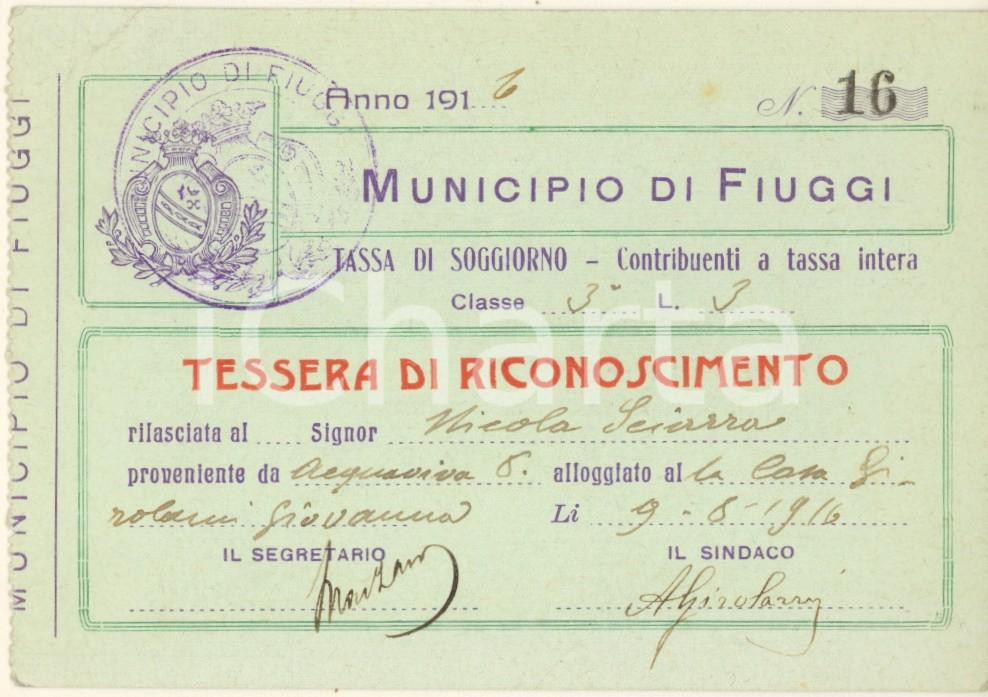 MUNICIPIO DI FIUGGI
MUNICIPIO DI FIUGGI
Anno 1916
N. 16
MUNICIPIO DI FIUGGI
TASSA DI SOGGIORNO – Contribuenti a tassa intera
Classe 3ª L. 3
iCharta
TESSERA DI RICONOSCIMENTO
rilasciata al Signor Nicola Sciarra
proveniente da Acquaviva alloggiato al la Casa Gi-
rolami Giovanna Li 9-8-1916
IL SEGRETARIO IL SINDACO
AGirolami